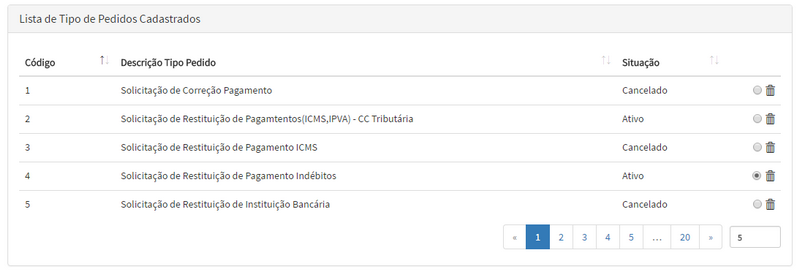 Lista de Tipo de Pedidos Cadastrados
Código Descrição Tipo Pedido Situação
1 Solicitação de Correção Pagamento Cancelado
2 Solicitação de Restituição de Pagamtentos(ICMS,IPVA) - CC Tributária Ativo
3 Solicitação de Restituição de Pagamento ICMS Cancelado
4 Solicitação de Restituição de Pagamento Indébitos Ativo
5 Solicitação de Restituição de Instituição Bancária Cancelado
« 1 2 3 4 5 ... 20 » 5